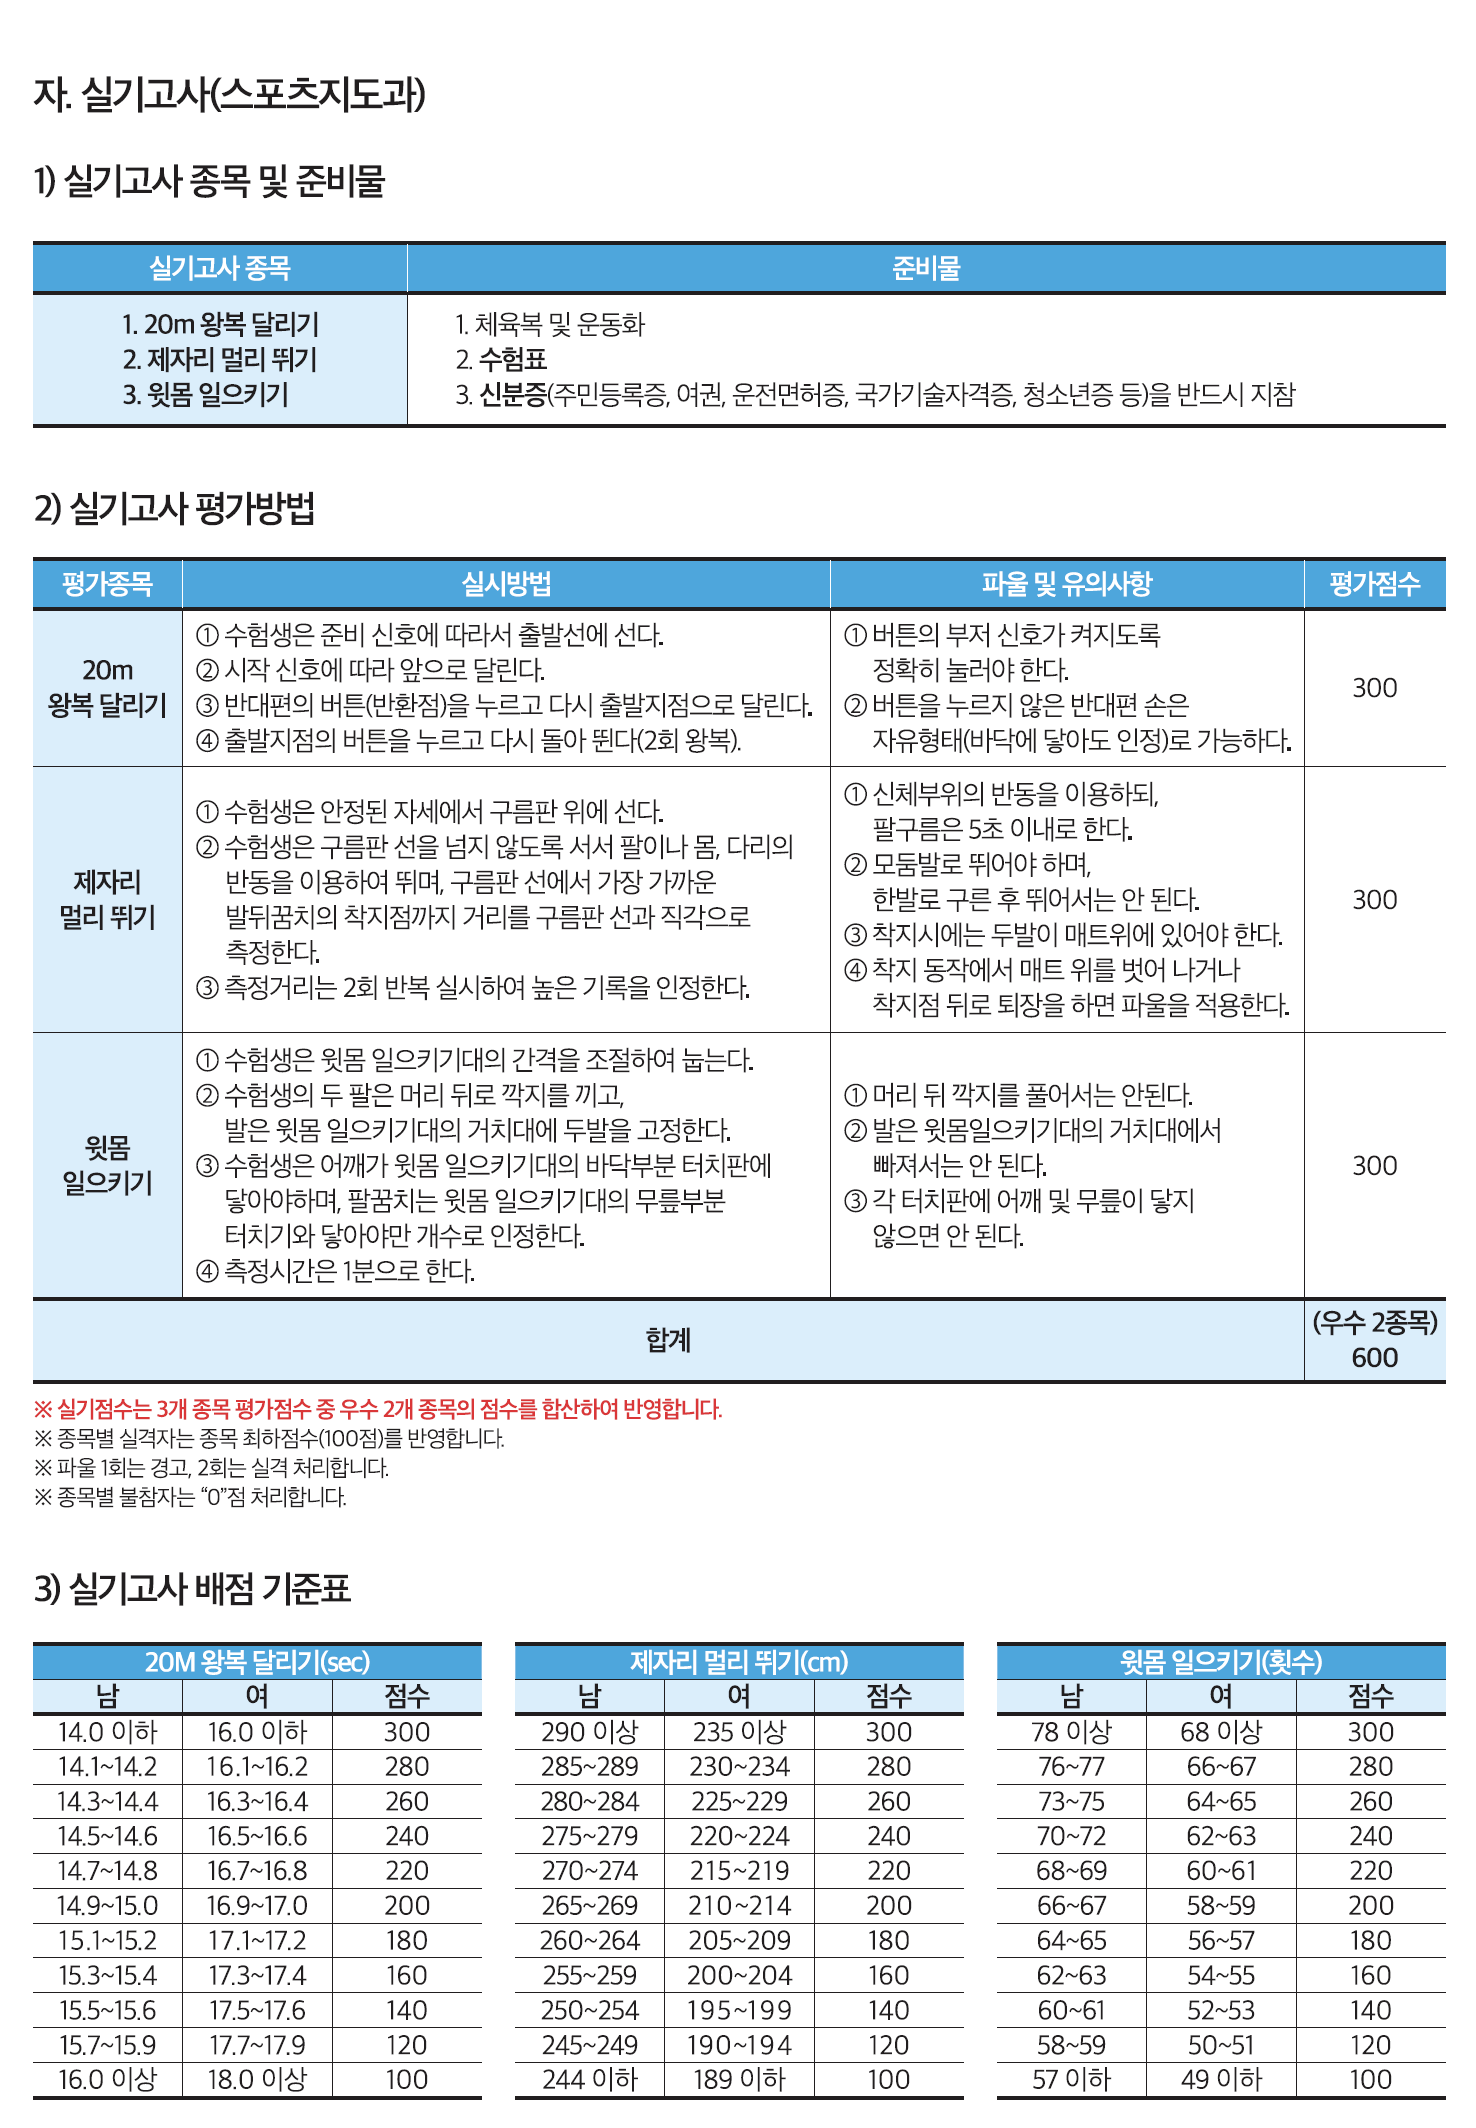 자. 실기고사(스포츠지도과)
1) 실기고사 종목 및 준비물
실기고사 종목 준비물
1. 20m 왕복 달리기
2. 제자리 멀리 뛰기
3. 윗몸 일으키기
1. 체육복 및 운동화
2. 수험표
3. 신분증(주민등록증, 여권, 운전면허증, 국가기술자격증, 청소년증 등)을 반드시 지참
2) 실기고사 평가방법
평가종목 실시방법 파울 및 유의사항 평가점수
20m
왕복 달리기
① 수험생은 준비 신호에 따라서 출발선에 선다.
② 시작 신호에 따라 앞으로 달린다.
③ 반대편의 버튼(반환점)을 누르고 다시 출발지점으로 달린다.
④ 출발지점의 버튼을 누르고 다시 돌아 뛴다(2회 왕복).
① 버튼의 부저 신호가 켜지도록
정확히 눌러야 한다.
② 버튼을 누르지 않은 반대편 손은
자유형태(바닥에 닿아도 인정)로 가능하다.
300
제자리
멀리 뛰기
① 수험생은 안정된 자세에서 구름판 위에 선다.
② 수험생은 구름판 선을 넘지 않도록 서서 팔이나 몸, 다리의
반동을 이용하여 뛰며, 구름판 선에서 가장 가까운
발뒤꿈치의 착지점까지 거리를 구름판 선과 직각으로
측정한다.
③ 측정거리는 2회 반복 실시하여 높은 기록을 인정한다.
① 신체부위의 반동을 이용하되,
팔구름은 5초 이내로 한다.
② 모둠발로 뛰어야 하며,
한발로 구른 후 뛰어서는 안 된다.
③ 착지시에는 두발이 매트위에 있어야 한다.
④ 착지 동작에서 매트 위를 벗어 나거나
착지점 뒤로 퇴장을 하면 파울을 적용한다.
300
윗몸
일으키기
① 수험생은 윗몸 일으키기대의 간격을 조절하여 눕는다.
② 수험생의 두 팔은 머리 뒤로 깍지를 끼고,
발은 윗몸 일으키기대의 거치대에 두발을 고정한다.
③ 수험생은 어깨가 윗몸 일으키기대의 바닥부분 터치판에
닿아야하며, 팔꿈치는 윗몸 일으키기대의 무릎부분
터치기와 닿아야만 개수로 인정한다.
④ 측정시간은 1분으로 한다.
① 머리 뒤 깍지를 풀어서는 안된다.
② 발은 윗몸일으키기대의 거치대에서
빠져서는 안 된다.
③ 각 터치판에 어깨 및 무릎이 닿지
않으면 안 된다.
300
합계
(우수 2종목)
600
※ 실기점수는 3개 종목 평가점수 중 우수 2개 종목의 점수를 합산하여 반영합니다.
※ 종목별 실격자는 종목 최하점수(100점)를 반영합니다.
※ 파울 1회는 경고, 2회는 실격 처리합니다.
※ 종목별 불참자는 “0”점 처리합니다.
3) 실기고사 배점 기준표
20M 왕복 달리기(sec)
남 여 점수
14.0 이하 16.0 이하 300
14.1~14.2 16.1~16.2 280
14.3~14.4 16.3~16.4 260
14.5~14.6 16.5~16.6 240
14.7~14.8 16.7~16.8 220
14.9~15.0 16.9~17.0 200
15.1~15.2 17.1~17.2 180
15.3~15.4 17.3~17.4 160
15.5~15.6 17.5~17.6 140
15.7~15.9 17.7~17.9 120
16.0 이상 18.0 이상 100
제자리 멀리 뛰기(cm)
남 여 점수
290 이상 235 이상 300
285~289 230~234 280
280~284 225~229 260
275~279 220~224 240
270~274 215~219 220
265~269 210~214 200
260~264 205~209 180
255~259 200~204 160
250~254 195~199 140
245~249 190~194 120
244 이하 189 이하 100
윗몸 일으키기(횟수)
남 여 점수
78 이상 68 이상 300
76~77 66~67 280
73~75 64~65 260
70~72 62~63 240
68~69 60~61 220
66~67 58~59 200
64~65 56~57 180
62~63 54~55 160
60~61 52~53 140
58~59 50~51 120
57 이하 49 이하 100